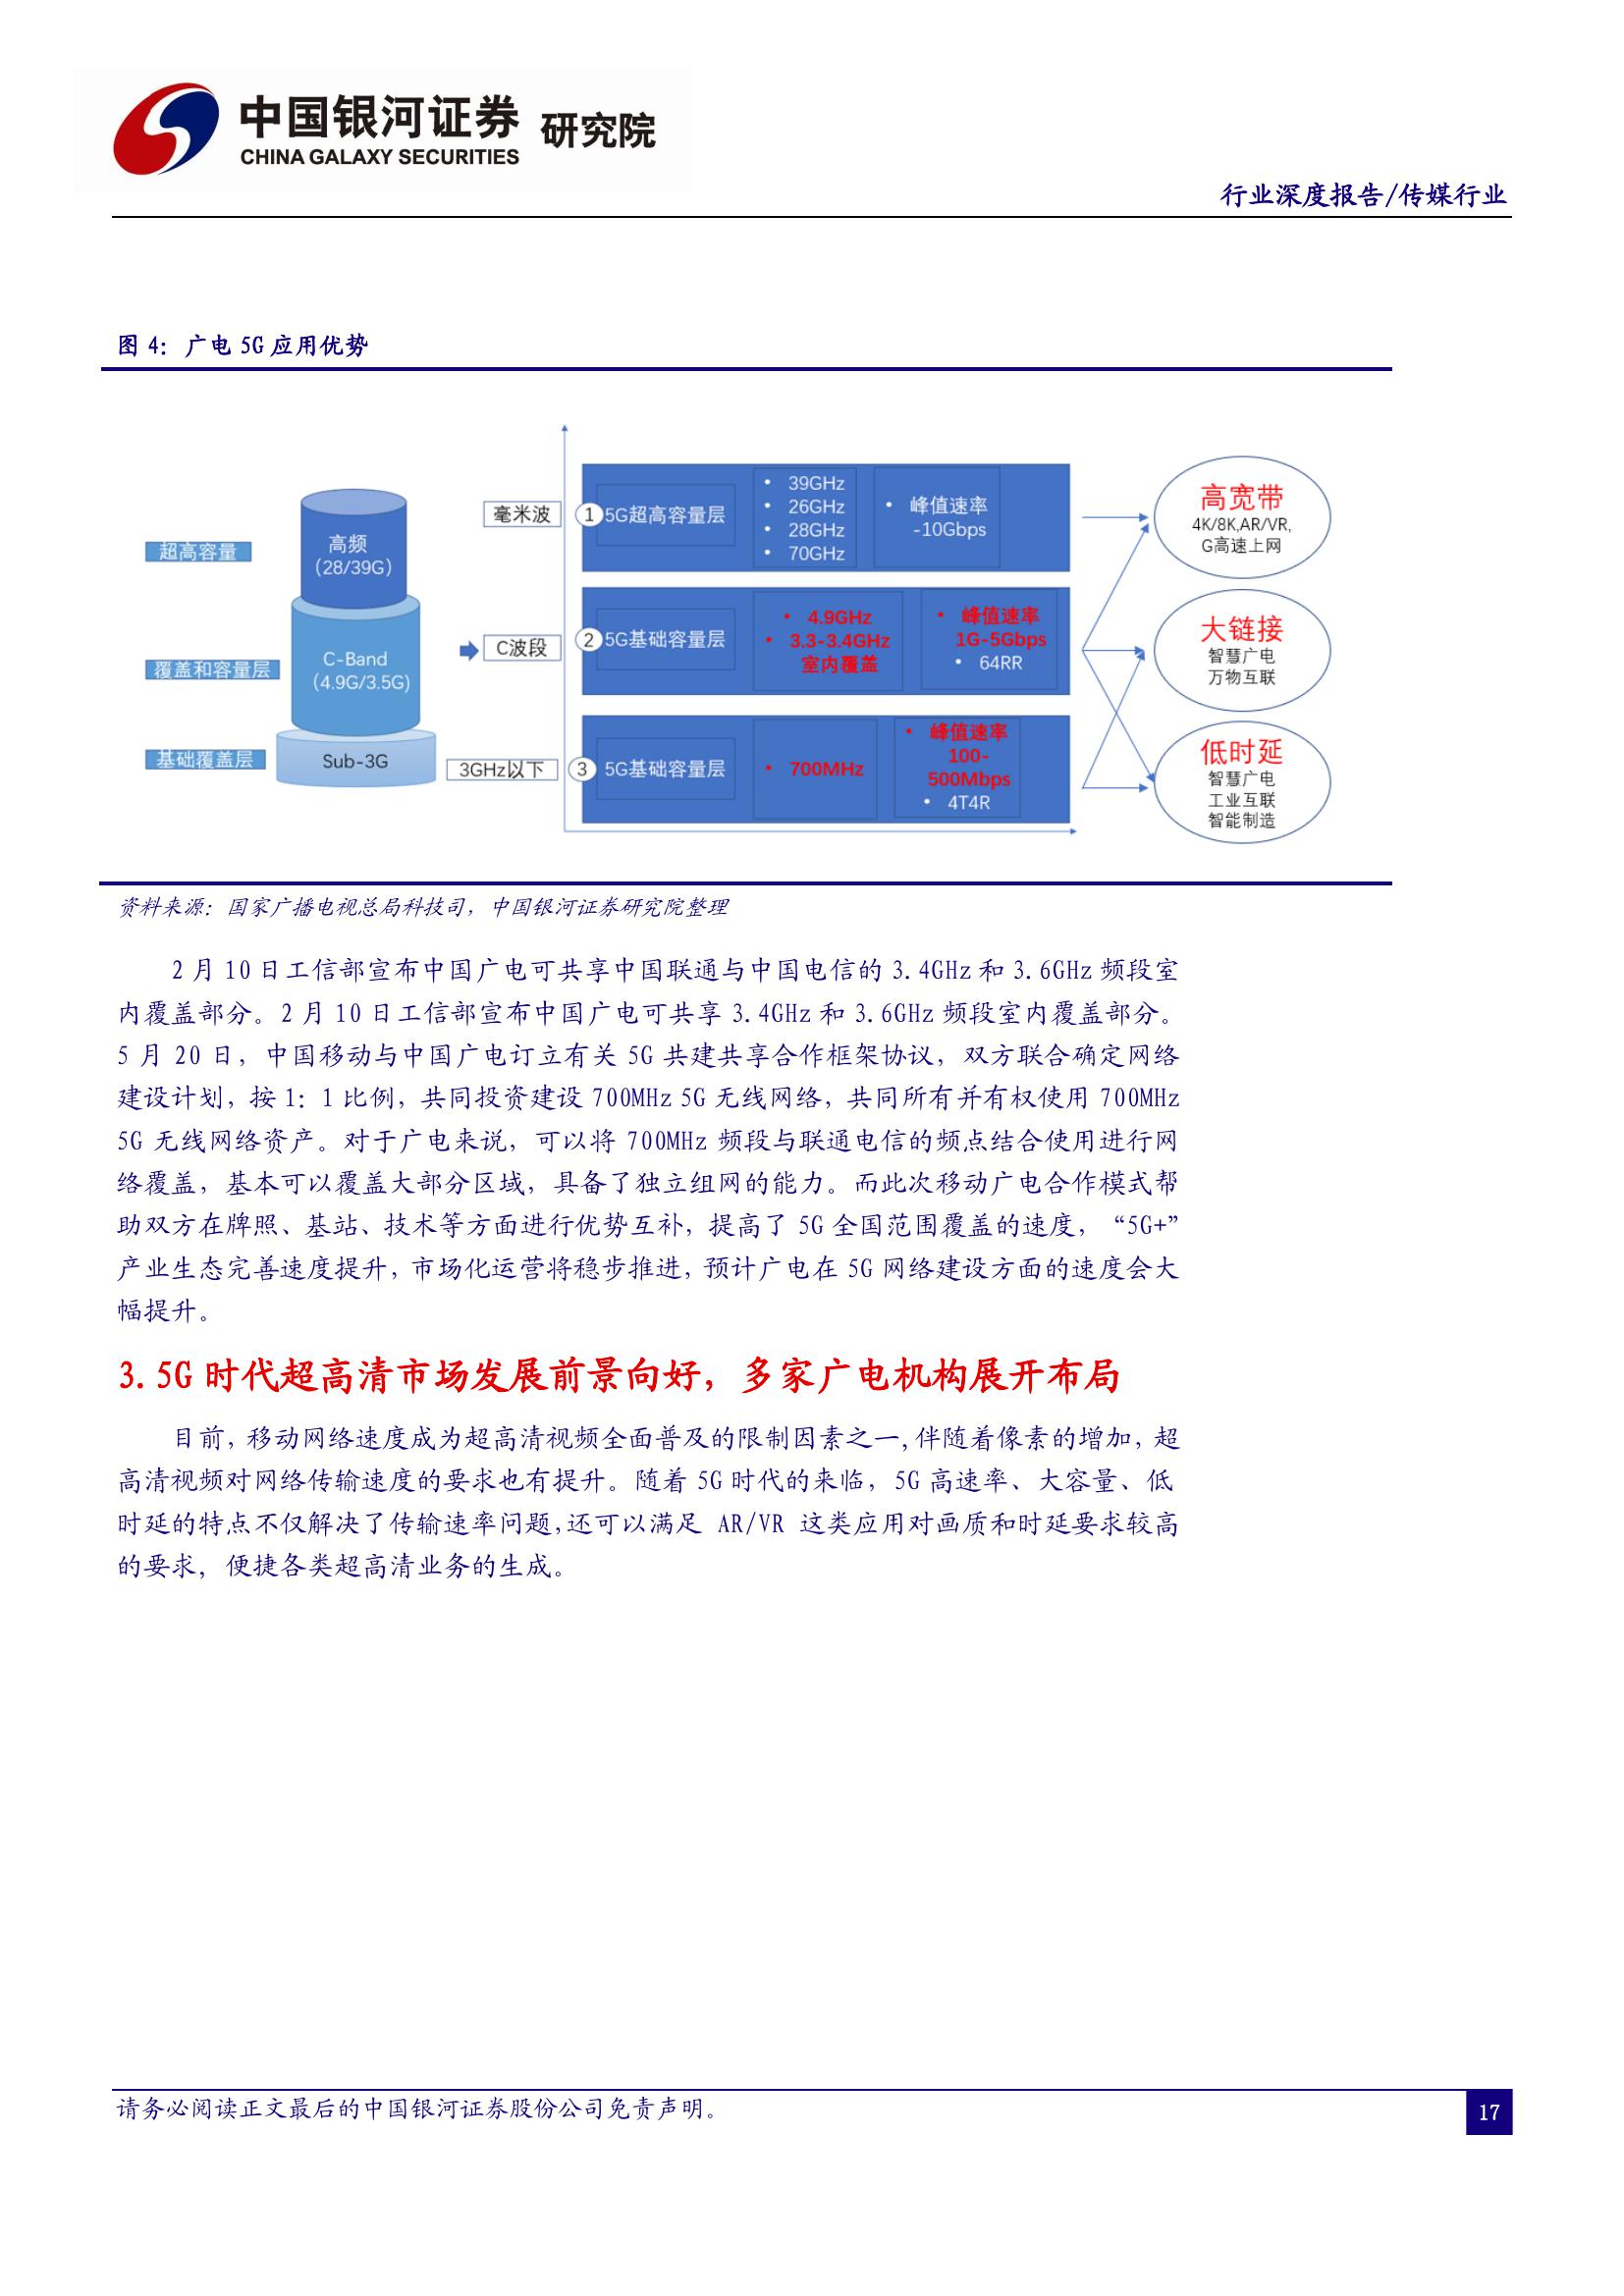 中国银河证券 研究院
CHINA GALAXY SECURITIES
行业深度报告/传媒行业
图 4：广电 5G 应用优势
超高容量
覆盖和容量层
基础覆盖层
高频
（28/39G）
C-Band
（4.9G/3.5G）
Sub-3G
毫米波
C波段
3GHz以下
1 5G超高容量层
• 39GHz
• 26GHz
• 28GHz
• 70GHz
• 峰值速率
-10Gbps
2 5G基础容量层
• 4.9GHz
• 3.3-3.4GHz
室内覆盖
• 峰值速率
1G-5Gbps
• 64RR
3 5G基础容量层
• 700MHz
• 峰值速率
100-
500Mbps
• 4T4R
高宽带
4K/8K,AR/VR,
G高速上网
大链接
智慧广电
万物互联
低时延
智慧广电
工业互联
智能制造
资料来源：国家广播电视总局科技司，中国银河证券研究院整理
2 月 10 日工信部宣布中国广电可共享中国联通与中国电信的 3.4GHz 和 3.6GHz 频段室
内覆盖部分。2 月 10 日工信部宣布中国广电可共享 3.4GHz 和 3.6GHz 频段室内覆盖部分。
5 月 20 日，中国移动与中国广电订立有关 5G 共建共享合作框架协议，双方联合确定网络
建设计划，按 1：1 比例，共同投资建设 700MHz 5G 无线网络，共同所有并有权使用 700MHz
5G 无线网络资产。对于广电来说，可以将 700MHz 频段与联通电信的频点结合使用进行网
络覆盖，基本可以覆盖大部分区域，具备了独立组网的能力。而此次移动广电合作模式帮
助双方在牌照、基站、技术等方面进行优势互补，提高了 5G 全国范围覆盖的速度，“5G+”
产业生态完善速度提升，市场化运营将稳步推进，预计广电在 5G 网络建设方面的速度会大
幅提升。
3. 5G 时代超高清市场发展前景向好，多家广电机构展开布局
目前，移动网络速度成为超高清视频全面普及的限制因素之一,伴随着像素的增加，超
高清视频对网络传输速度的要求也有提升。随着 5G 时代的来临，5G 高速率、大容量、低
时延的特点不仅解决了传输速率问题,还可以满足 AR/VR 这类应用对画质和时延要求较高
的要求，便捷各类超高清业务的生成。
请务必阅读正文最后的中国银河证券股份公司免责声明。
17